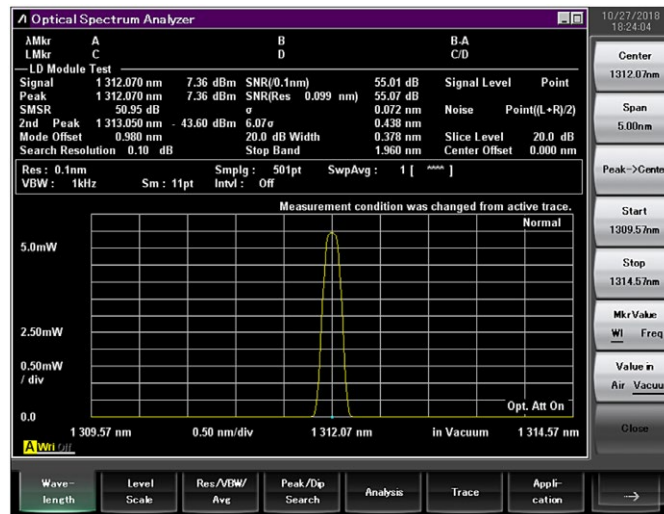 Optical Spectrum Analyzer
10/27/2018
18:24:04
λMkr A B B-A
LMkr C D C/D
LD Module Test
Signal 1 312.070 nm 7.36 dBm SNR(/0.1nm) 55.01 dB Signal Level Point
Peak 1 312.070 nm 7.36 dBm SNR(Res 0.099 nm) 55.07 dB
SMSR 50.95 dB σ 0.072 nm Noise Point((L+R)/2)
2nd Peak 1 313.050 nm - 43.60 dBm 6.07σ 0.438 nm
Mode Offset 0.980 nm 20.0 dB Width 0.378 nm Slice Level 20.0 dB
Search Resolution 0.10 dB Stop Band 1.960 nm Center Offset 0.000 nm
Res : 0.1nm Smplg : 501pt SwpAvg : 1 [ **** ]
VBW : 1kHz Sm : 11pt Intvl : Off
Measurement condition was changed from active trace.
Normal
5.0mW
2.50mW
0.50mW
/ div
Opt. Att On
0.0
1 309.57 nm 0.50 nm/div 1 312.07 nm in Vacuum 1 314.57 nm
A Wri Off
Center
1312.07nm
Span
5.00nm
Peak->Cente
Start
1309.57nm
Stop
1314.57nm
Mkr Value
Wl Freq
Value in
Air Vacuu
Close
Wave-
length
Level
Scale
Res/VBW/
Avg
Peak/Dip
Search
Analysis
Trace
Appli-
cation
→